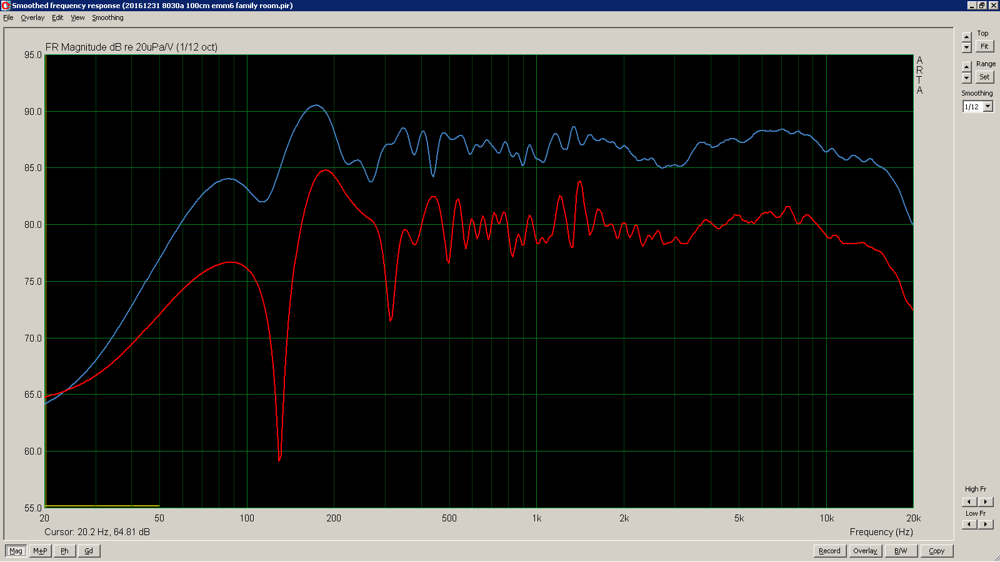 Smoothed frequency response (20161231 8030a 100cm emm6 family room.pir)
File Overlay Edit View Smoothing
FR Magnitude dB re 20uPa/V (1/12 oct)
95.0
90.0
85.0
80.0
75.0
70.0
65.0
60.0
55.0
A
R
T
A
20 50 100 200 500 1k 2k 5k 10k 20k
Cursor: 20.2 Hz, 64.81 dB
Frequency (Hz)
Top
Fit
Range
Set
Smoothing
1/12
High Fr
Low Fr
Mag M+P Ph Gd
Record Overlay B/W Copy